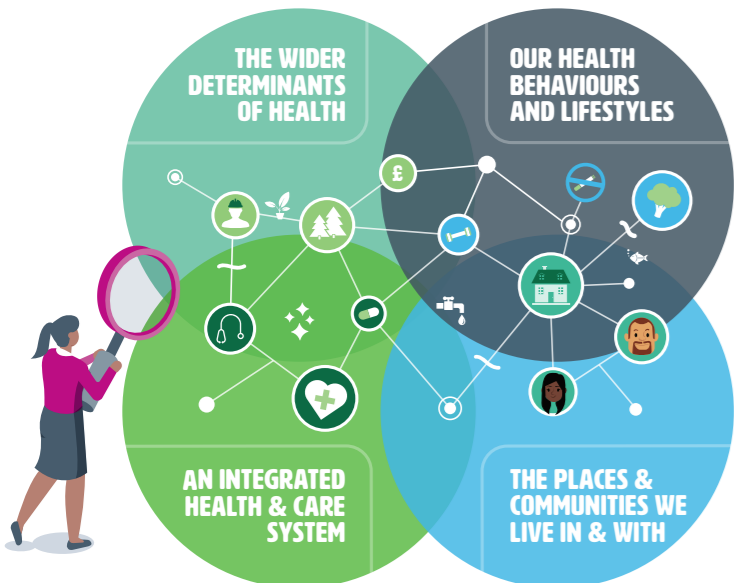 THE WIDER
DETERMINANTS
OF HEALTH
OUR HEALTH
BEHAVIOURS
AND LIFESTYLES
£
AN INTEGRATED
HEALTH & CARE
SYSTEM
THE PLACES &
COMMUNITIES WE
LIVE IN & WITH